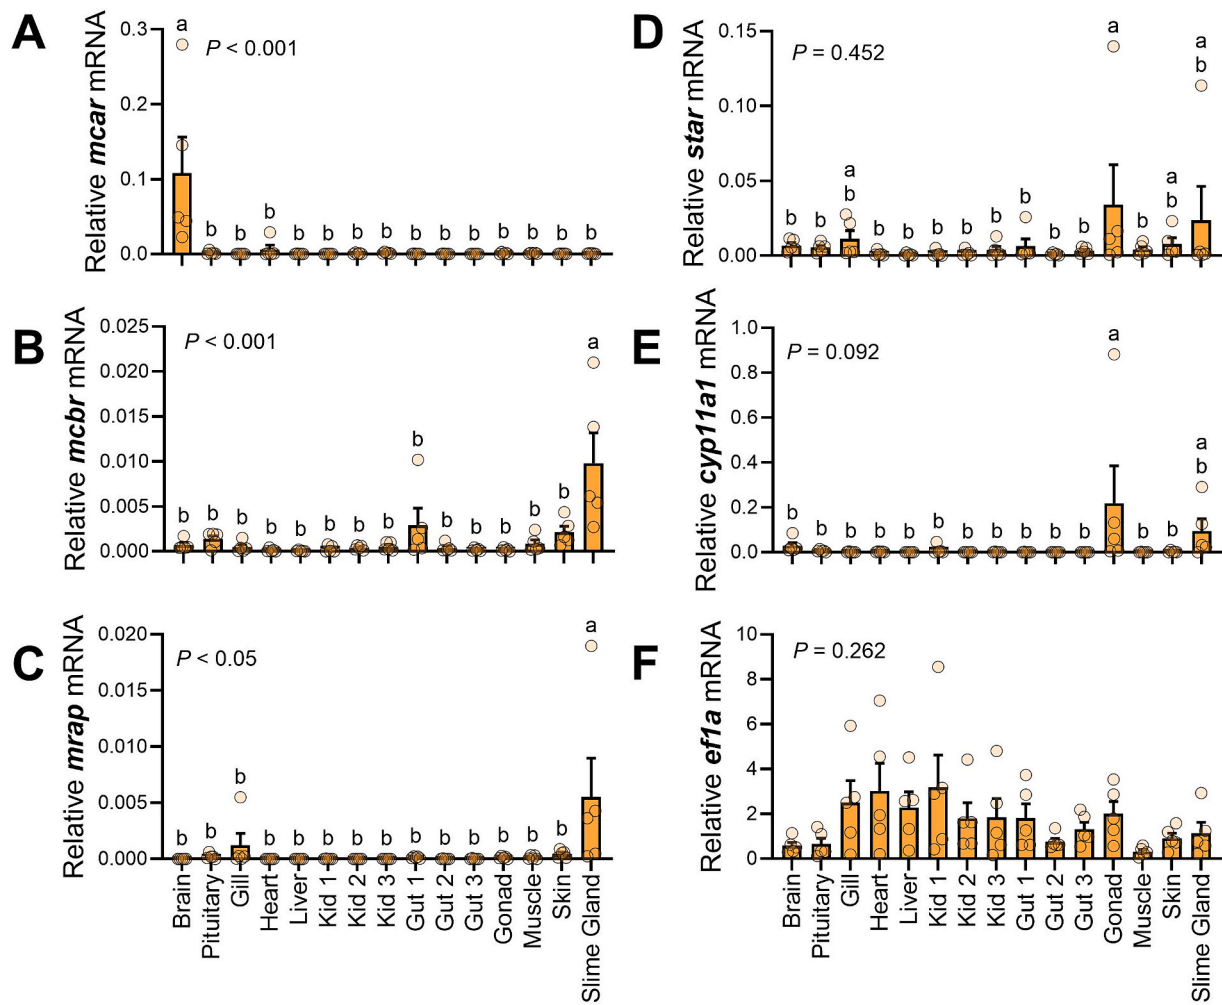 A
Relative mcar mRNA
0.3
0.2
0.1
0.0
P < 0.001
a
b b b b b b b b b b b b b b
B
Relative mcbr mRNA
0.025
0.020
0.015
0.010
0.005
0.000
P < 0.001
b b b b b b b b b b b b b b a
C
Relative mrap mRNA
0.020
0.015
0.010
0.005
0.000
P < 0.05
b b b b b b b b b b b b b b a
Brain
Pituitary
Gill
Heart
Liver
Kid 1
Kid 2
Kid 3
Gut 1
Gut 2
Gut 3
Gonad
Muscle
Skin
Slime Gland
D
Relative star mRNA
0.15
0.10
0.05
0.00
P = 0.452
b b
a
b
b b b b b b b b
a
b
a
b
a
b
E
Relative cyp11a1 mRNA
1.0
0.8
0.6
0.4
0.2
0.0
P = 0.092
b b b b b b b b b b b
a
b b
a
b
F
Relative ef1a mRNA
10
8
6
4
2
0
P = 0.262
Brain
Pituitary
Gill
Heart
Liver
Kid 1
Kid 2
Kid 3
Gut 1
Gut 2
Gut 3
Gonad
Muscle
Skin
Slime Gland